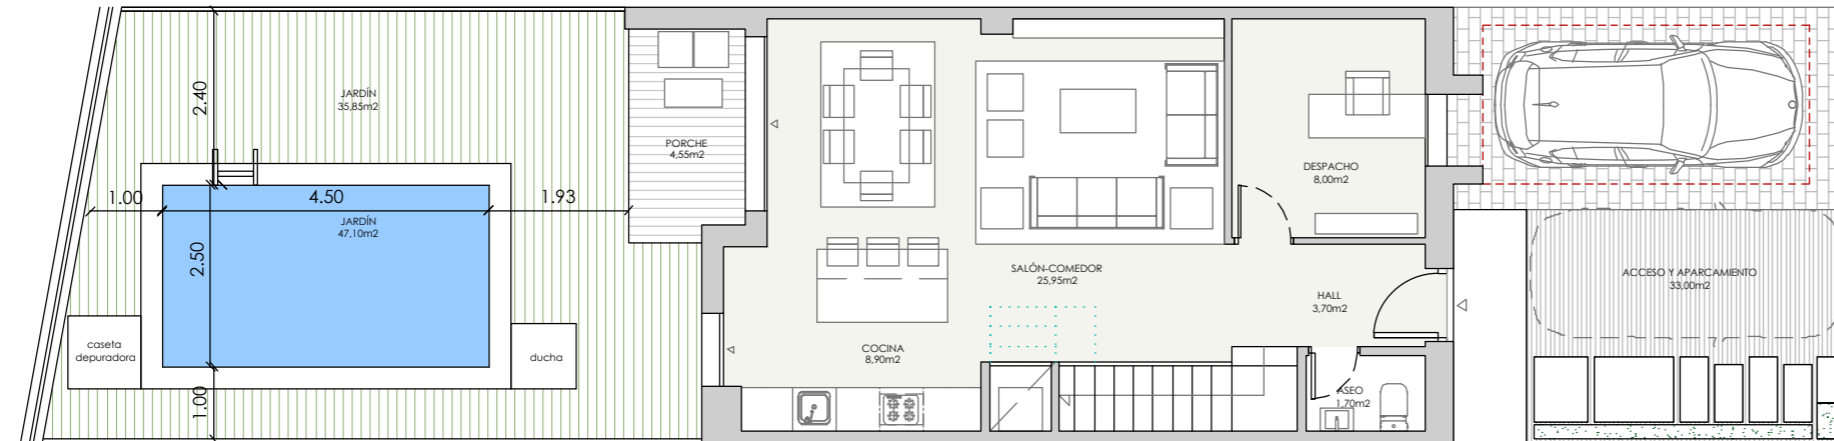 2.40
JARDÍN
35,85m2
PORCHE
4,55m2
DESPACHO
8,00m2
1.00
4.50
1.93
JARDÍN
47,10m2
2.50
SALÓN-COMEDOR
25,95m2
ACCESO Y APARCAMIENTO
33,00m2
HALL
3,70m2
caseta
depuradora
ducha
COCINA
8,90m2
1.00
ASEO
1,70m2